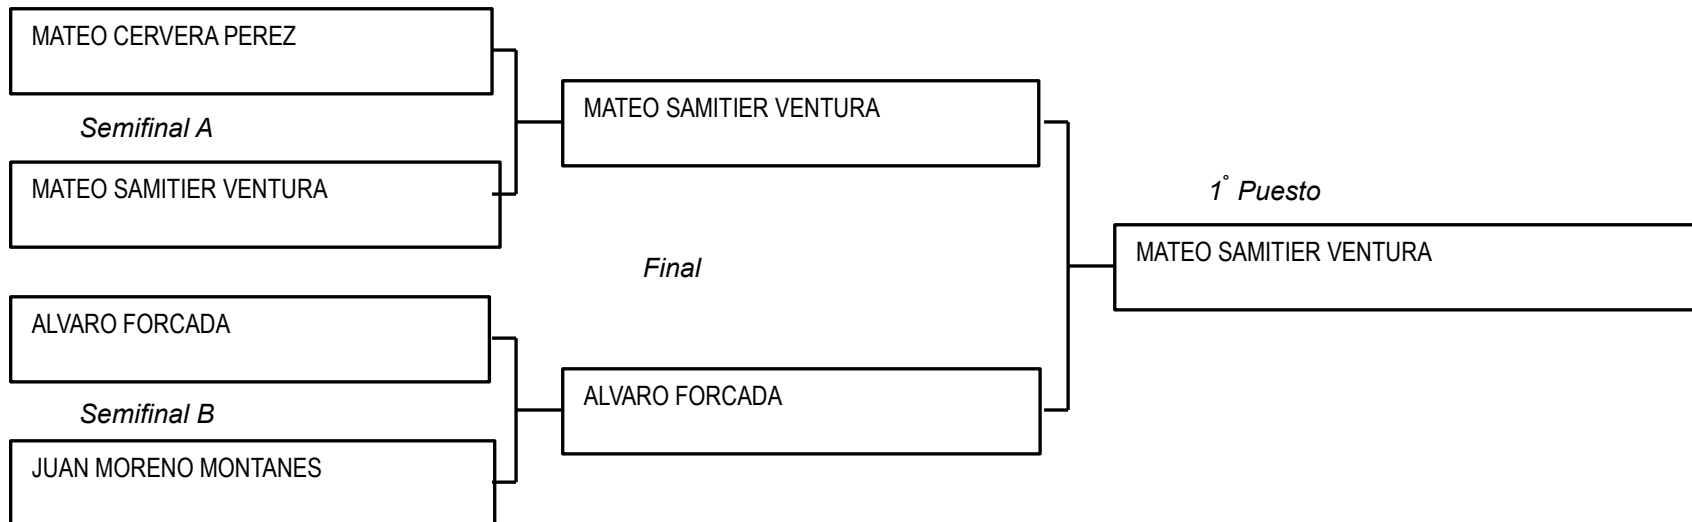 MATEO CERVERA PEREZ
Semifinal A
MATEO SAMITIER VENTURA
MATEO SAMITIER VENTURA
Final
1° Puesto
MATEO SAMITIER VENTURA
ALVARO FORCADA
Semifinal B
JUAN MORENO MONTANES
ALVARO FORCADA